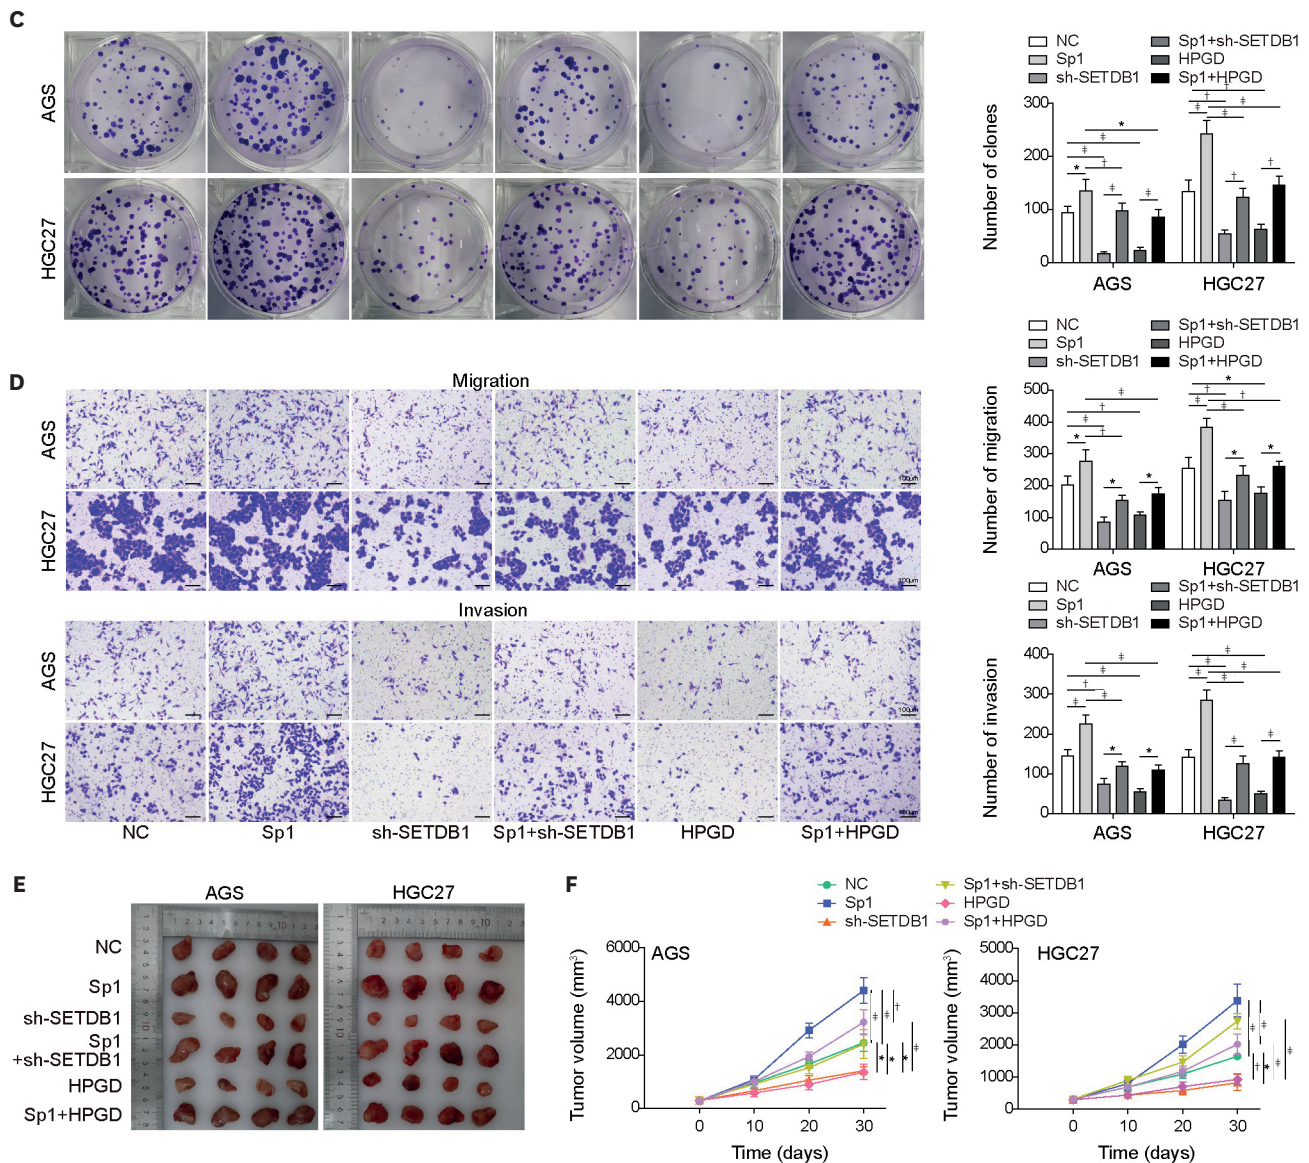 C
AGS
HGC27
NC
Sp1
sh-SETDB1
Sp1+sh-SETDB1
HPGD
Sp1+HPGD
Number of clones
300
200
100
0
* ‡ ‡ † ‡ ‡ *
‡ † † ‡ ‡ † †
AGS HGC27
D
Migration
AGS
100μm
HGC27
100μm
Invasion
AGS
100μm
HGC27
NC Sp1 sh-SETDB1 Sp1+sh-SETDB1 HPGD Sp1+HPGD
NC
Sp1
sh-SETDB1
Sp1+sh-SETDB1
HPGD
Sp1+HPGD
Number of migration
500
400
300
200
100
0
* ‡ † † ‡ * *
‡ † * ‡ † * *
AGS HGC27
NC
Sp1
sh-SETDB1
Sp1+sh-SETDB1
HPGD
Sp1+HPGD
Number of invasion
400
300
200
100
0
‡ † ‡ ‡ ‡ * *
‡ ‡ ‡ ‡ ‡ ‡ ‡
AGS HGC27
E
AGS HGC27
NC
Sp1
sh-SETDB1
Sp1
+sh-SETDB1
HPGD
Sp1+HPGD
F
NC
Sp1
sh-SETDB1
Sp1+sh-SETDB1
HPGD
Sp1+HPGD
AGS
Tumor volume (mm³)
6000
4000
2000
0
0 10 20 30
Time (days)
‡ ‡ †
* * * ‡
HGC27
Tumor volume (mm³)
5000
4000
3000
2000
1000
0
0 10 20 30
Time (days)
‡ ‡
† * ‡ ‡